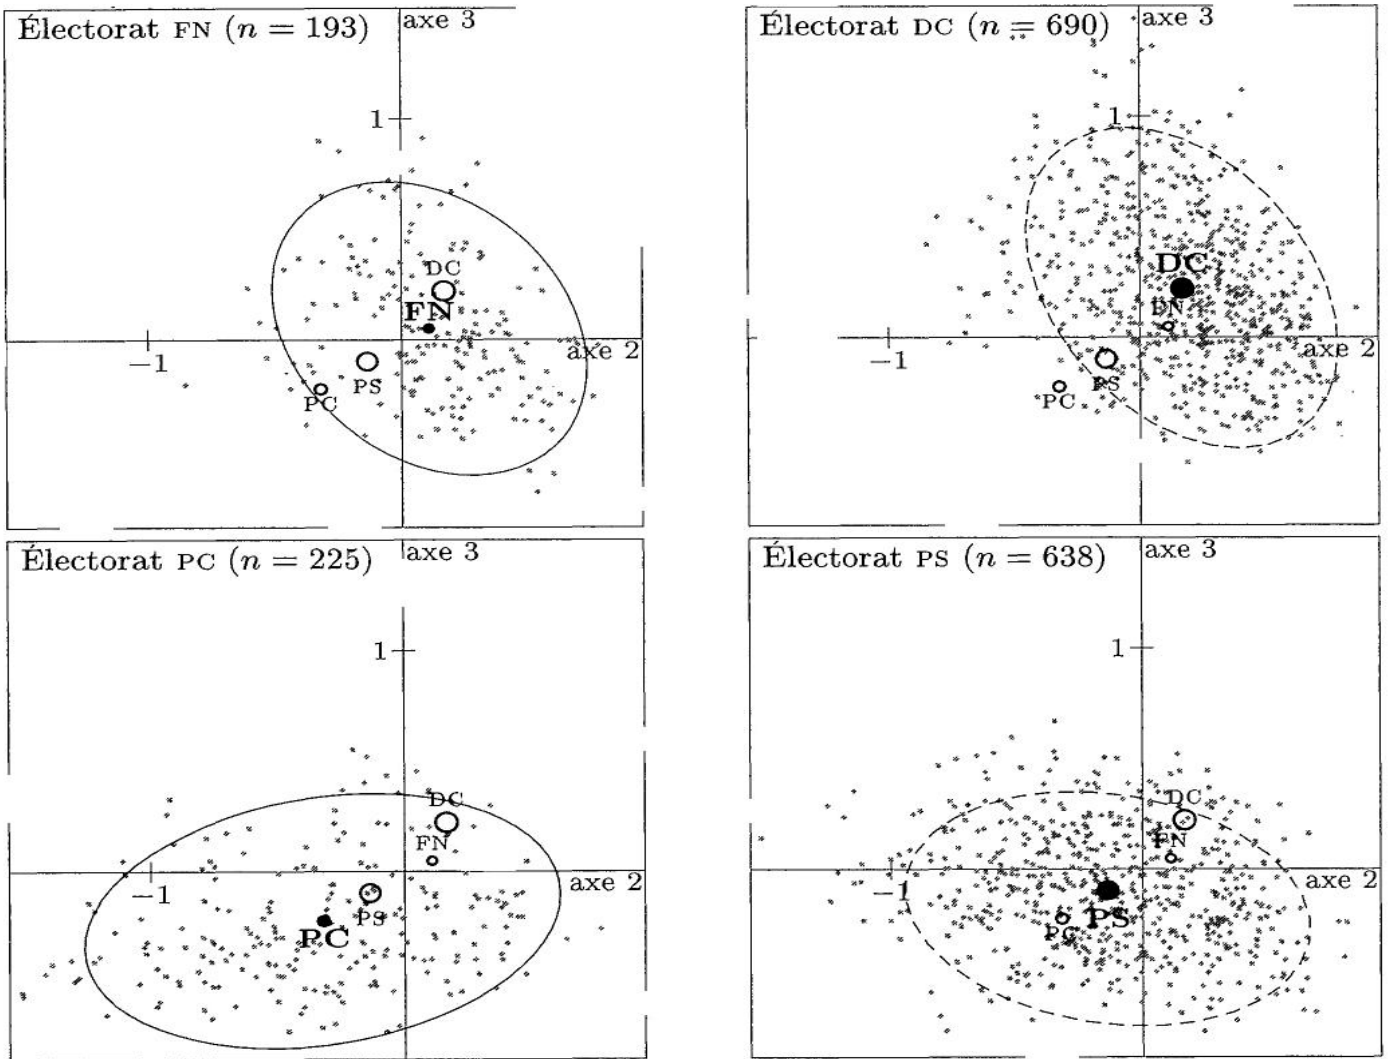 Électorat FN (n = 193)
axe 3
1
DC
FN
axe 2
−1
PS
PC
Électorat DC (n = 690)
axe 3
1
DC
FN
axe 2
−1
PS
PC
Électorat PC (n = 225)
axe 3
1
DC
FN
axe 2
−1
PS
PC
Électorat PS (n = 638)
axe 3
1
DC
FN
axe 2
−1
PS
PC